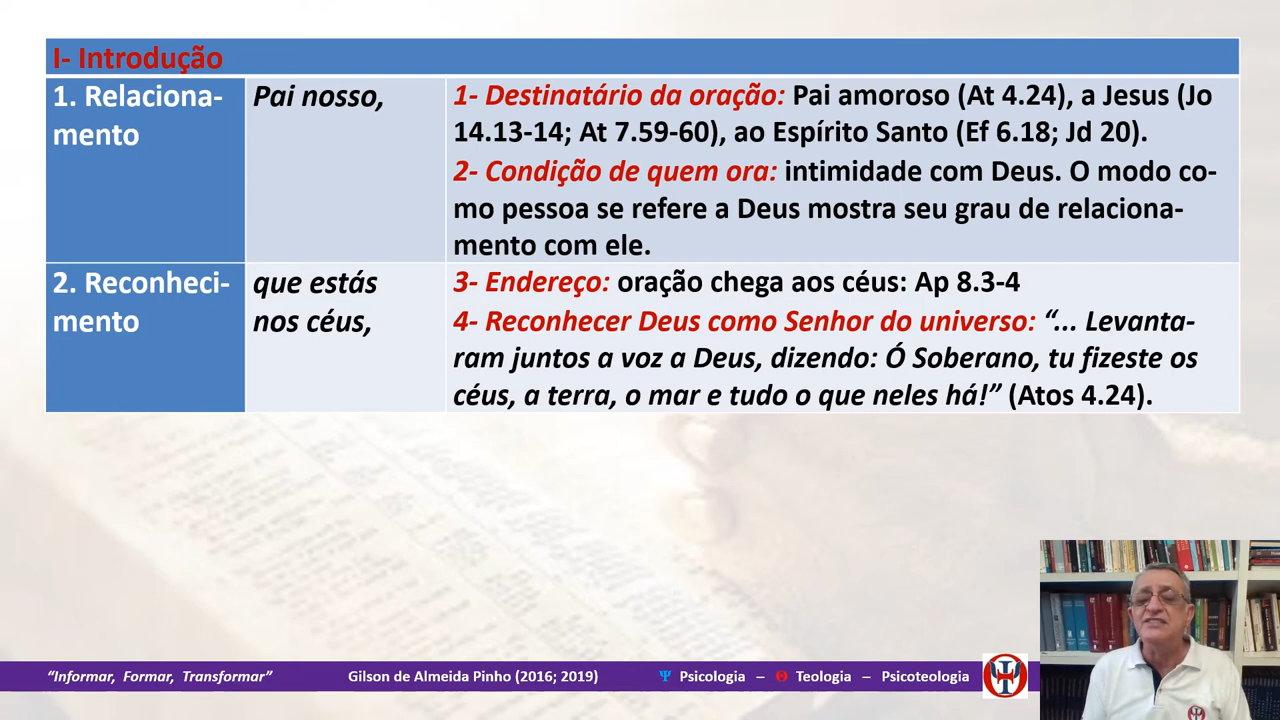 I- Introdução
1. Relaciona-
mento
Pai nosso,
1- Destinatário da oração: Pai amoroso (At 4.24), a Jesus (Jo
14.13-14; At 7.59-60), ao Espírito Santo (Ef 6.18; Jd 20).
2- Condição de quem ora: intimidade com Deus. O modo co-
mo pessoa se refere a Deus mostra seu grau de relaciona-
mento com ele.
2. Reconheci-
mento
que estás
nos céus,
3- Endereço: oração chega aos céus: Ap 8.3-4
4- Reconhecer Deus como Senhor do universo: “... Levanta-
ram juntos a voz a Deus, dizendo: Ó Soberano, tu fizeste os
céus, a terra, o mar e tudo o que neles há!” (Atos 4.24).
“Informar, Formar, Transformar”
Gilson de Almeida Pinho (2016; 2019)
Ψ Psicologia – Θ Teologia – Psicoteologia